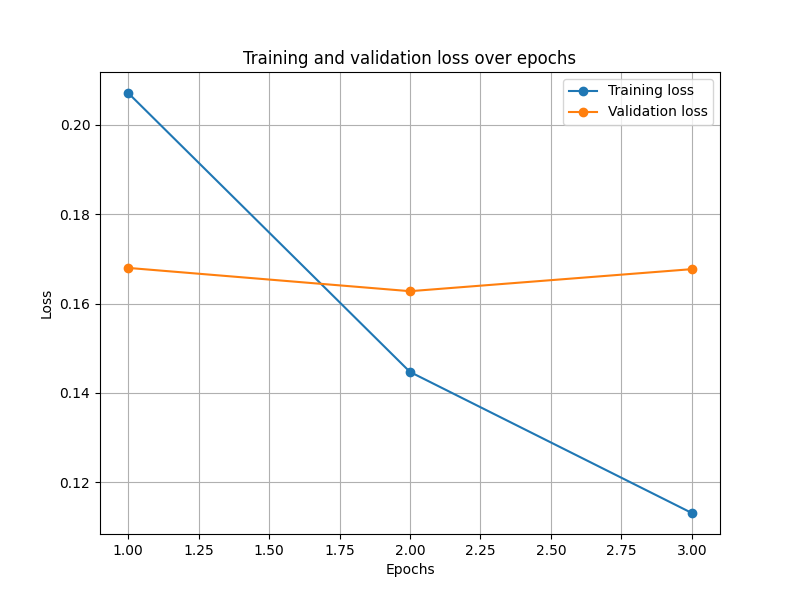 Training and validation loss over epochs
Training loss
Validation loss
0.20
0.18
0.16
0.14
0.12
Loss
1.00 1.25 1.50 1.75 2.00 2.25 2.50 2.75 3.00
Epochs